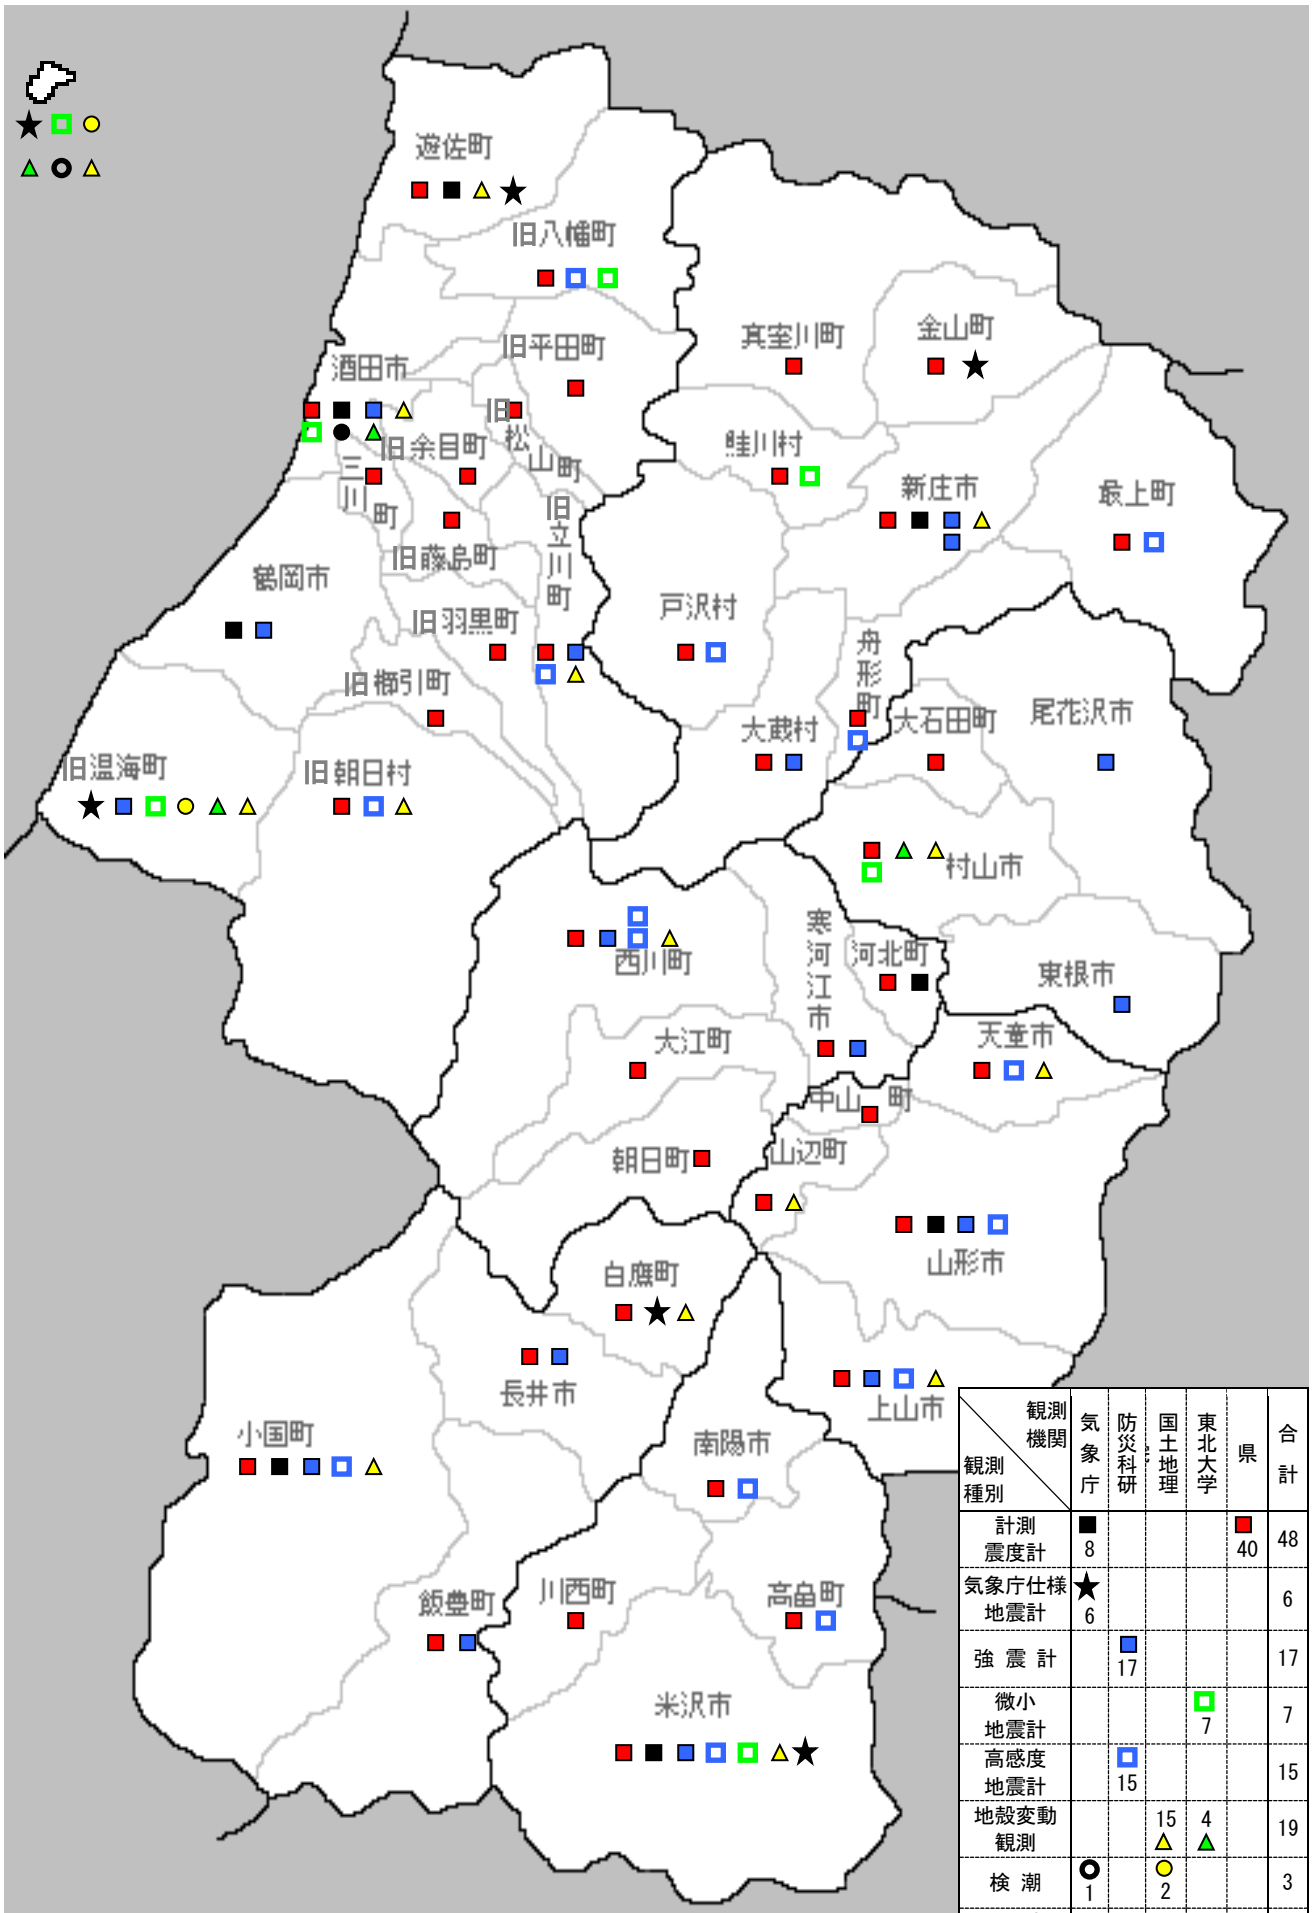 遊佐町
旧八幡町
旧平田町
真室川町
金山町
酒田市
旧松山町
旧余目町
三川町
鮭川村
新庄市
最上町
旧立川町
旧藤島町
鶴岡市
戸沢村
旧羽黒町
舟形町
旧櫛引町
大蔵村
大石田町
尾花沢市
旧温海町
旧朝日村
村山市
西川町
寒河江市
河北町
東根市
大江町
天童市
中山町
朝日町
山辺町
山形市
白鷹町
長井市
上山市
小国町
南陽市
飯豊町
川西町
高畠町
米沢市
観測機関
観測種別
気象庁
防災科研
国土地理
東北大学
県
合計
計測震度計 8 40 48
気象庁仕様地震計 6 6
強震計 17 17
微小地震計 7 7
高感度地震計 15 15
地殻変動観測 15 4 19
検潮 1 2 3